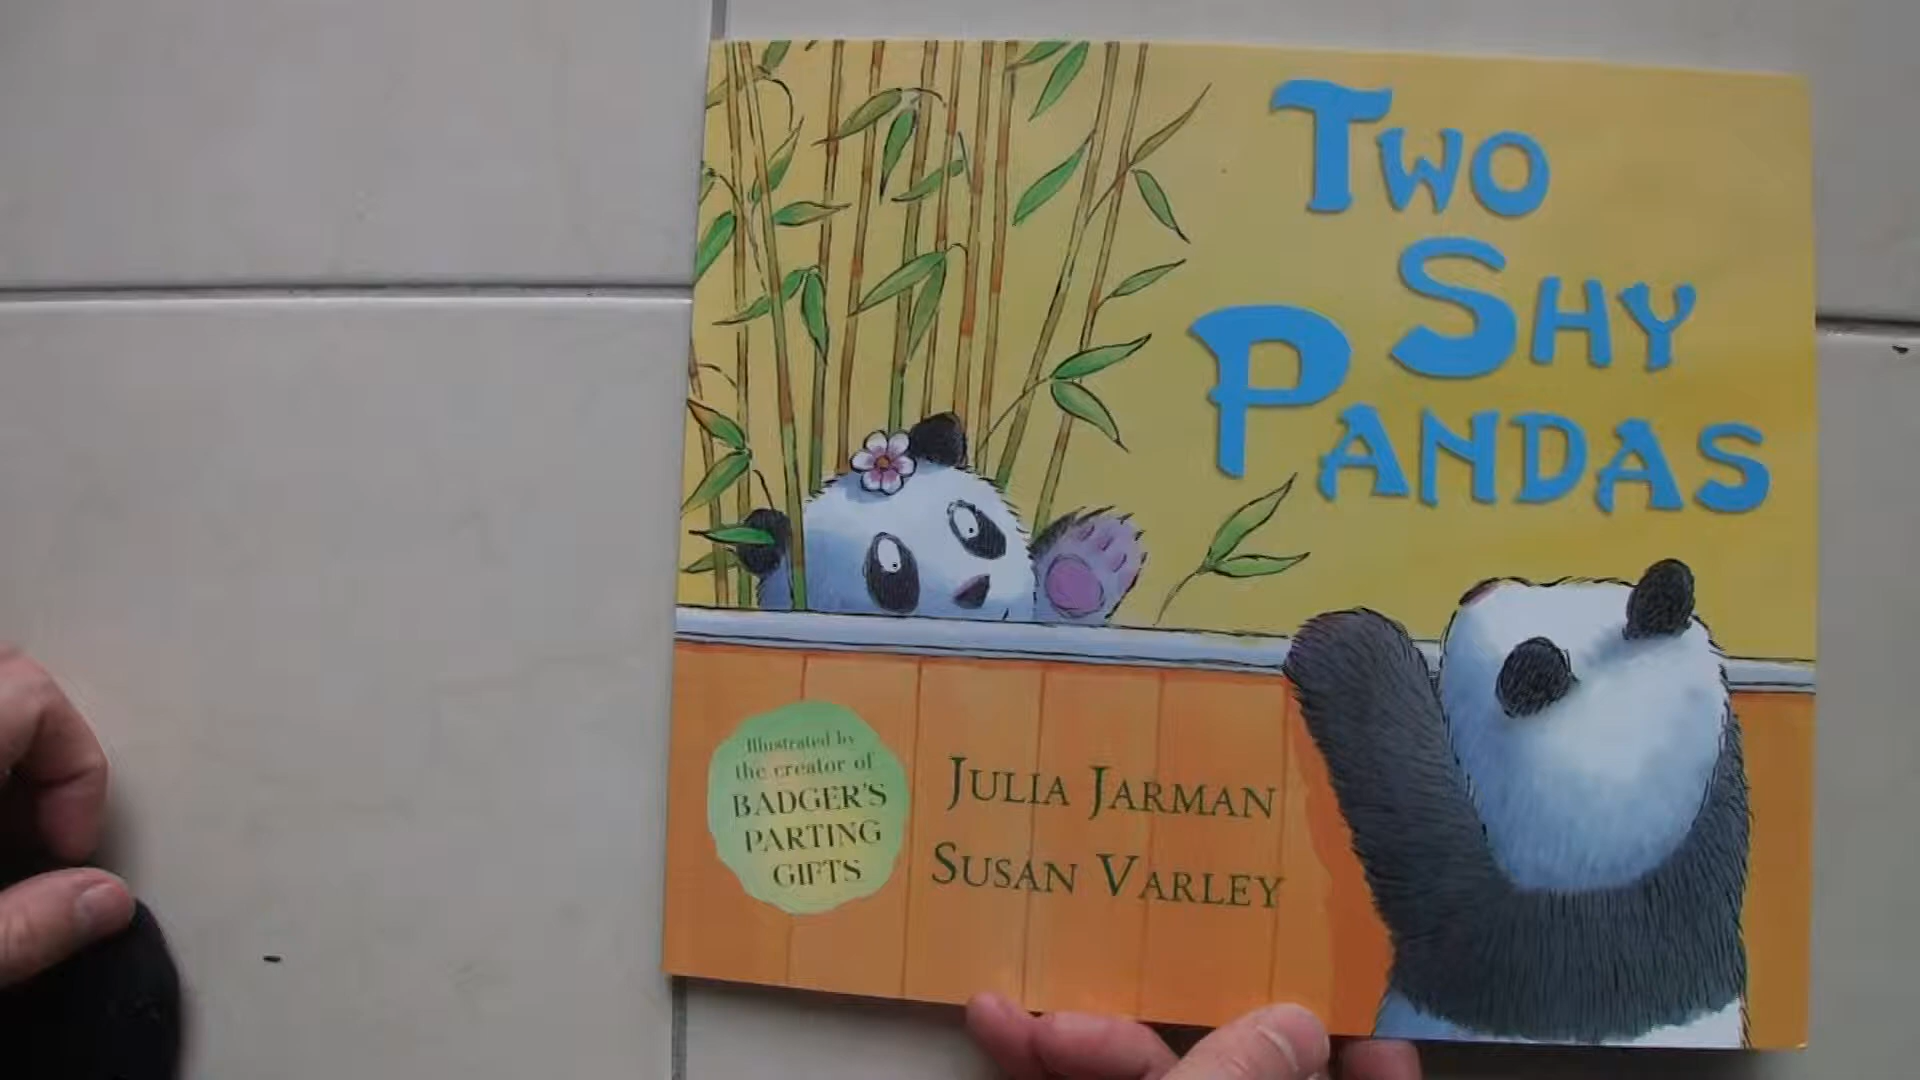 TWO
SHY
PANDAS
Illustrated by
the creator of
BADGER'S
PARTING
GIFTS
JULIA JARMAN
SUSAN VARLEY